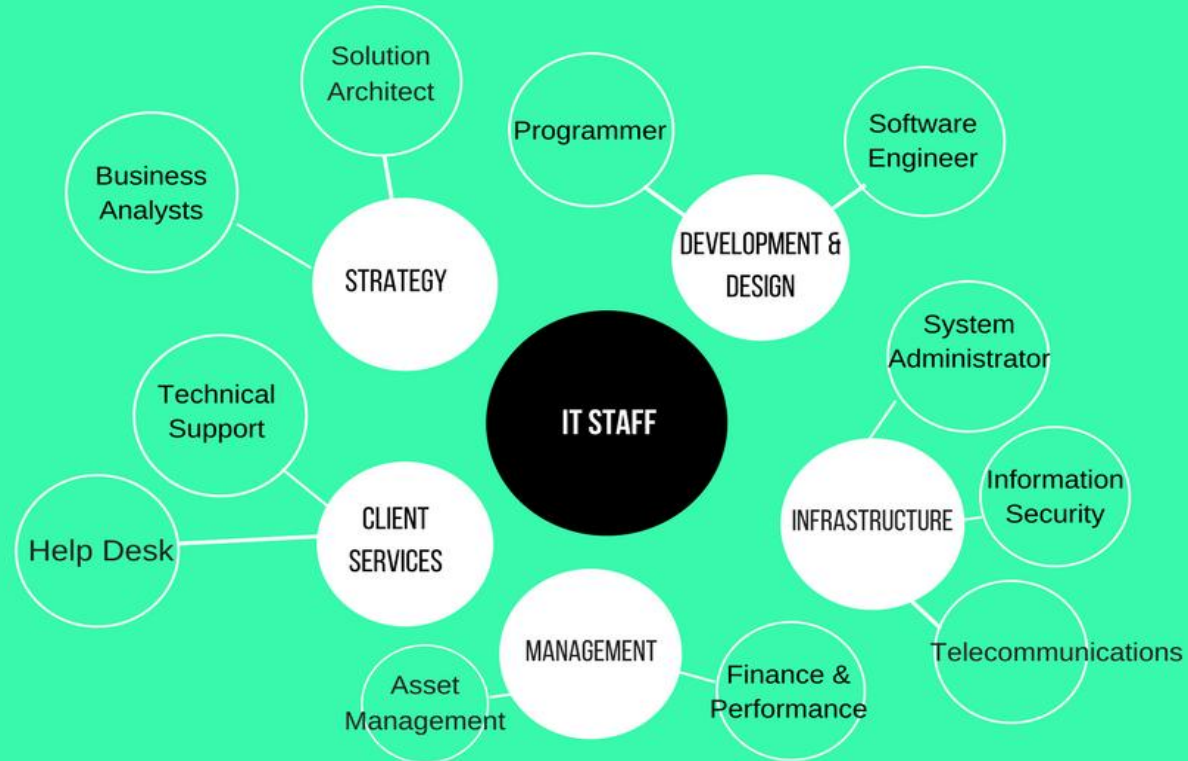 Solution
Architect
Programmer
Software
Engineer
Business
Analysts
STRATEGY
DEVELOPMENT &
DESIGN
System
Administrator
Technical
Support
IT STAFF
Information
Security
INFRASTRUCTURE
CLIENT
SERVICES
Help Desk
Telecommunications
MANAGEMENT
Asset
Management
Finance &
Performance